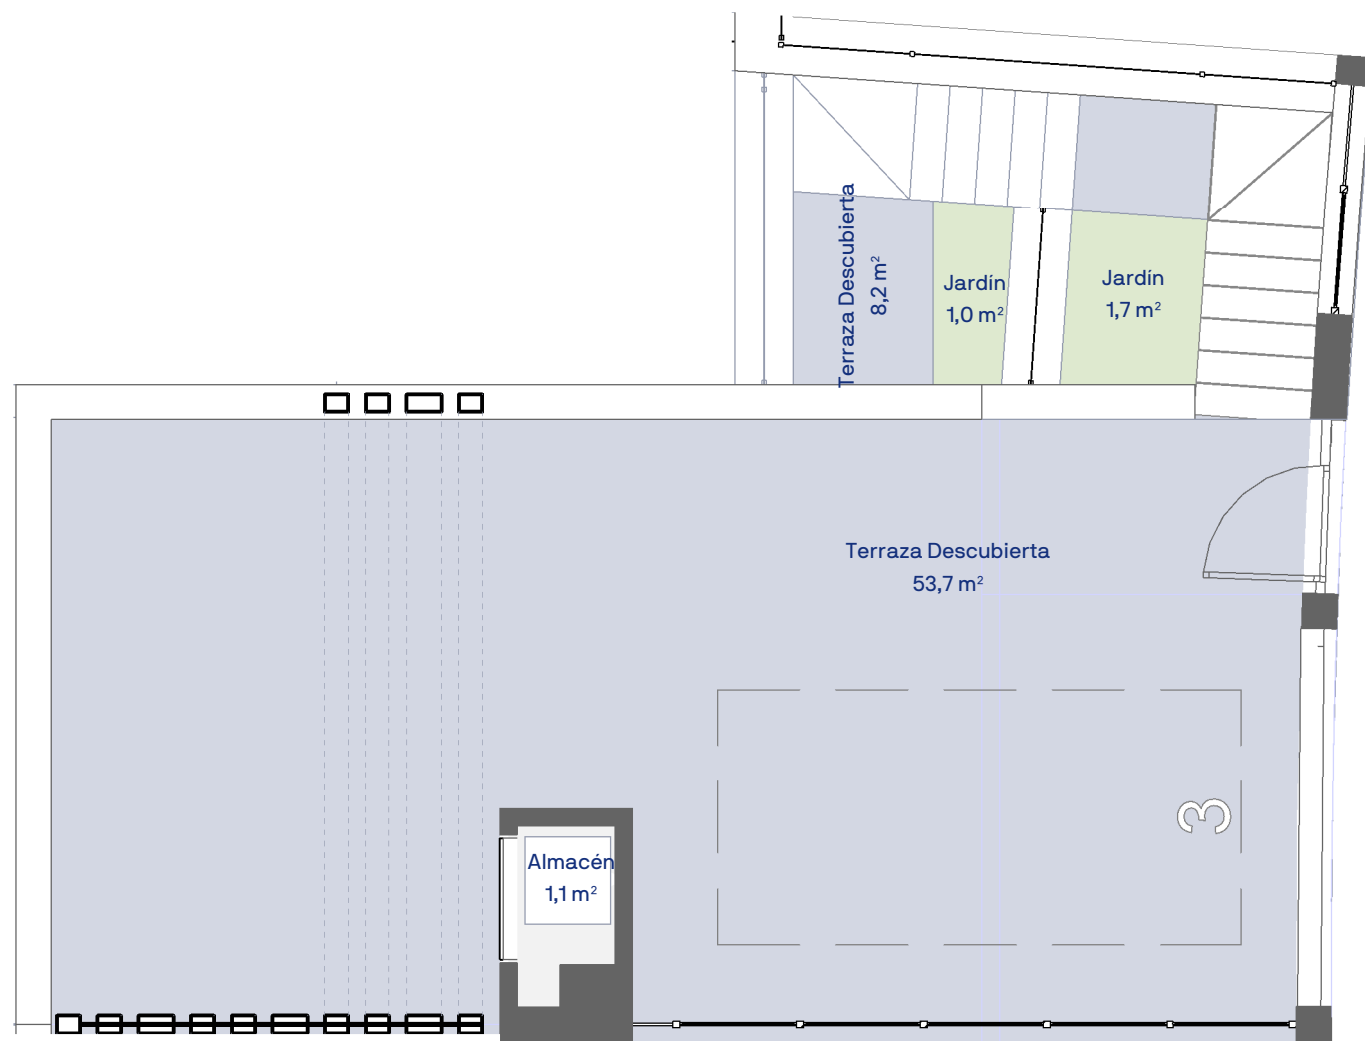 Terraza Descubierta
8,2 m²
Jardín
1,0 m²
Jardín
1,7 m²
Terraza Descubierta
53,7 m²
3
Almacén
1,1 m²